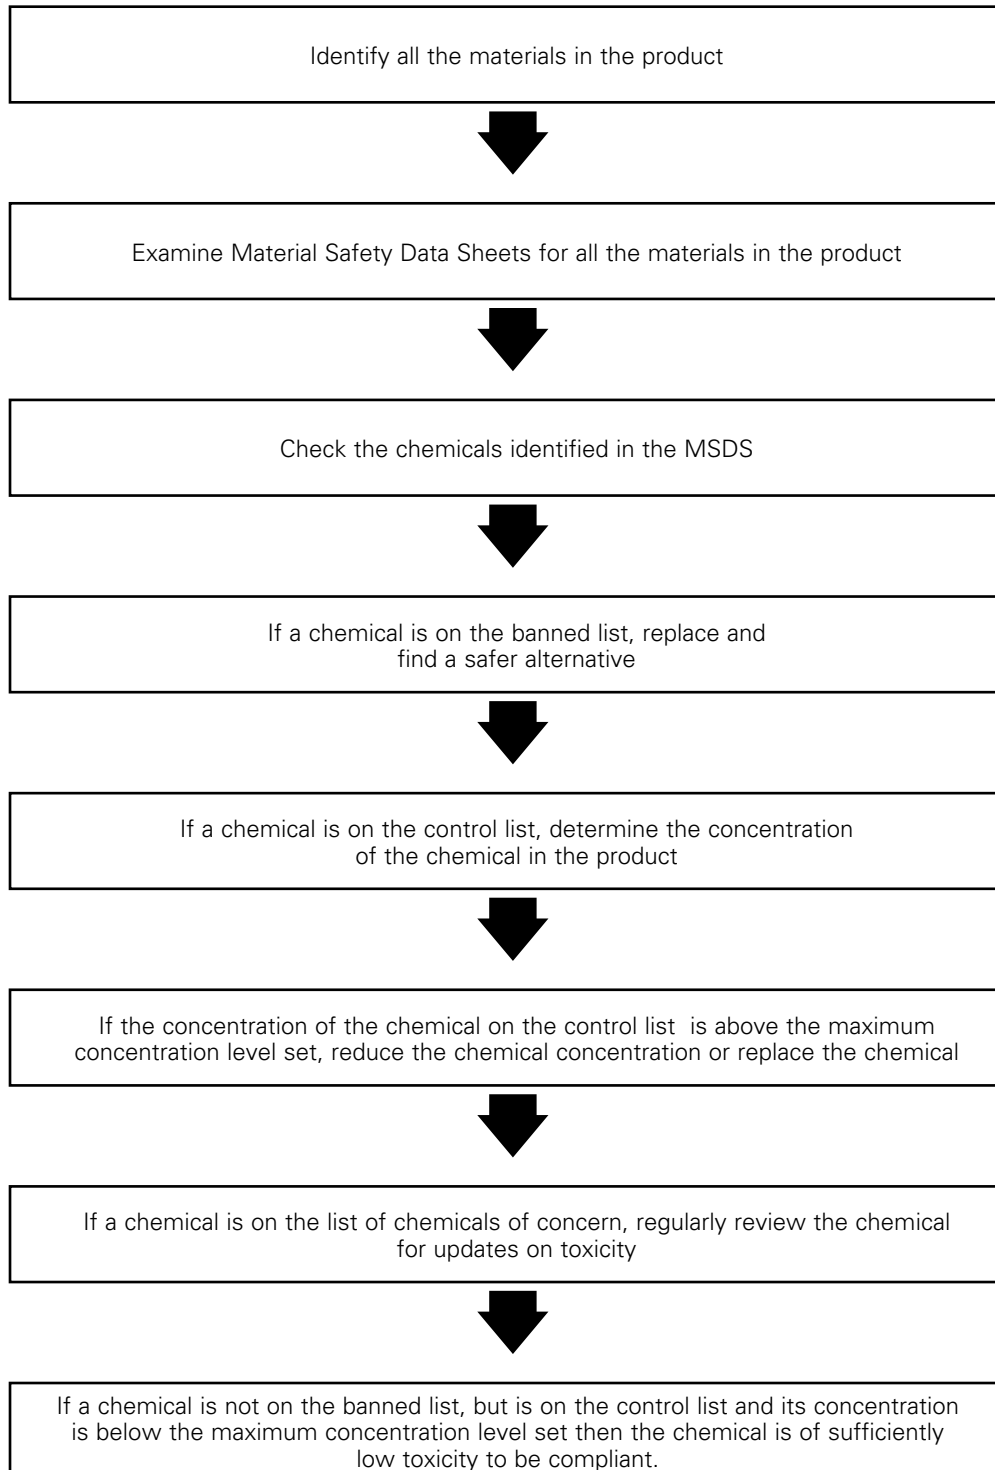 Identify all the materials in the product
Examine Material Safety Data Sheets for all the materials in the product
Check the chemicals identified in the MSDS
If a chemical is on the banned list, replace and
find a safer alternative
If a chemical is on the control list, determine the concentration
of the chemical in the product
If the concentration of the chemical on the control list  is above the maximum
concentration level set, reduce the chemical concentration or replace the chemical
If a chemical is on the list of chemicals of concern, regularly review the chemical
for updates on toxicity
If a chemical is not on the banned list, but is on the control list and its concentration
is below the maximum concentration level set then the chemical is of sufficiently
low toxicity to be compliant.